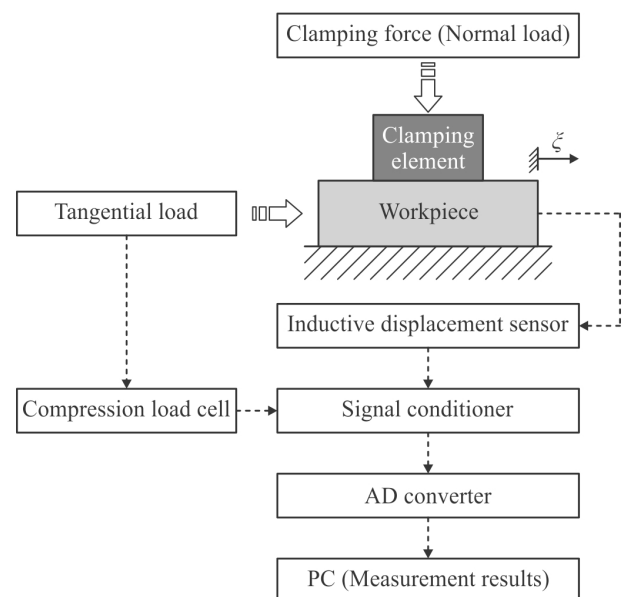 Clamping force (Normal load)
Clamping
element
ξ
Tangential load
Workpiece
Inductive displacement sensor
Compression load cell
Signal conditioner
AD converter
PC (Measurement results)